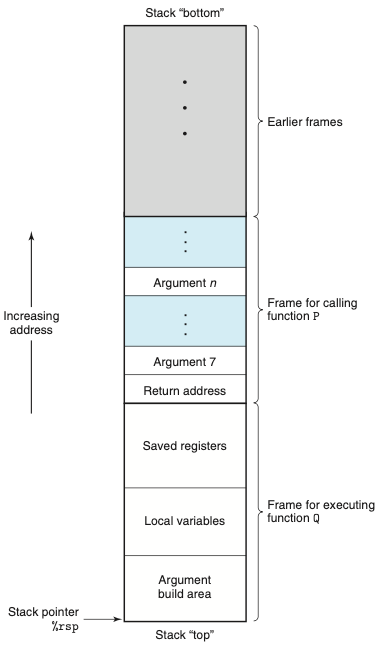 Stack “bottom”
Earlier frames
Increasing
address
Argument n
Frame for calling
function P
Argument 7
Return address
Saved registers
Frame for executing
function Q
Local variables
Argument
build area
Stack pointer
%rsp
Stack “top”